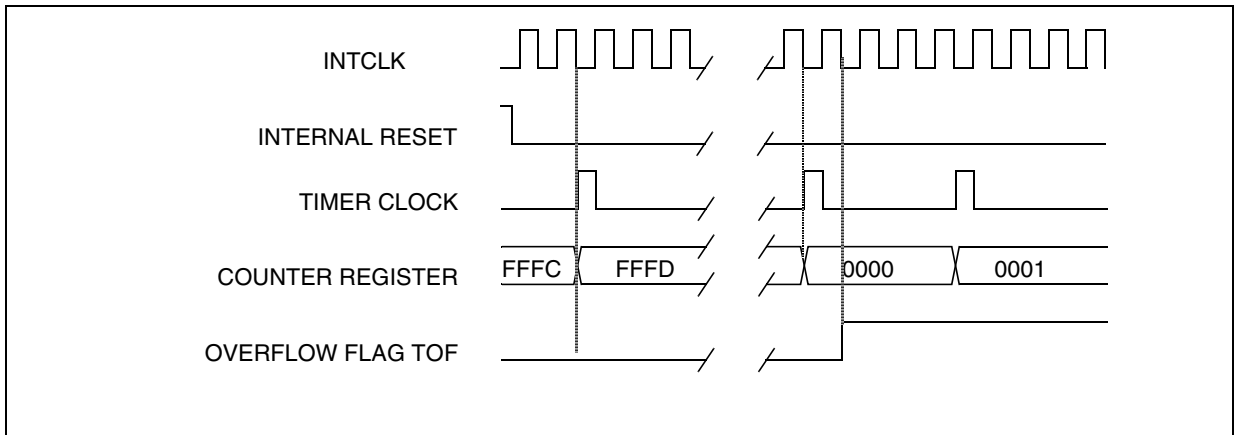 INTCLK
INTERNAL RESET
TIMER CLOCK
COUNTER REGISTER FFFC FFFD 0000 0001
OVERFLOW FLAG TOF